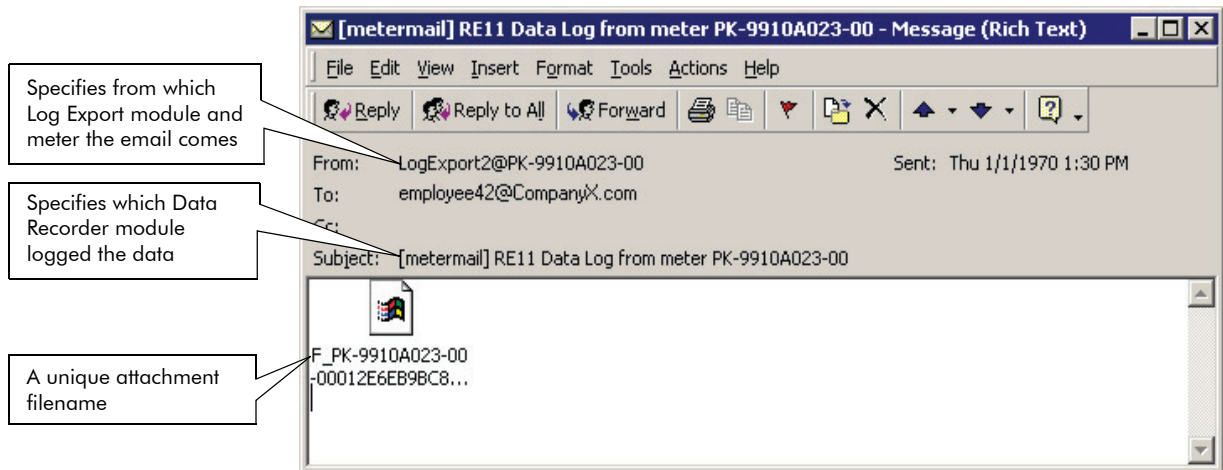 [metermail] RE11 Data Log from meter PK-9910A023-00 - Message (Rich Text)
File Edit View Insert Format Tools Actions Help
Reply Reply to All Forward
Specifies from which
Log Export module and
meter the email comes
From: LogExport2@PK-9910A023-00 Sent: Thu 1/1/1970 1:30 PM
To: employee42@CompanyX.com
Cc:
Specifies which Data
Recorder module
logged the data
Subject: [metermail] RE11 Data Log from meter PK-9910A023-00
F_PK-9910A023-00
-00012E6EB9BC8...
A unique attachment
filename